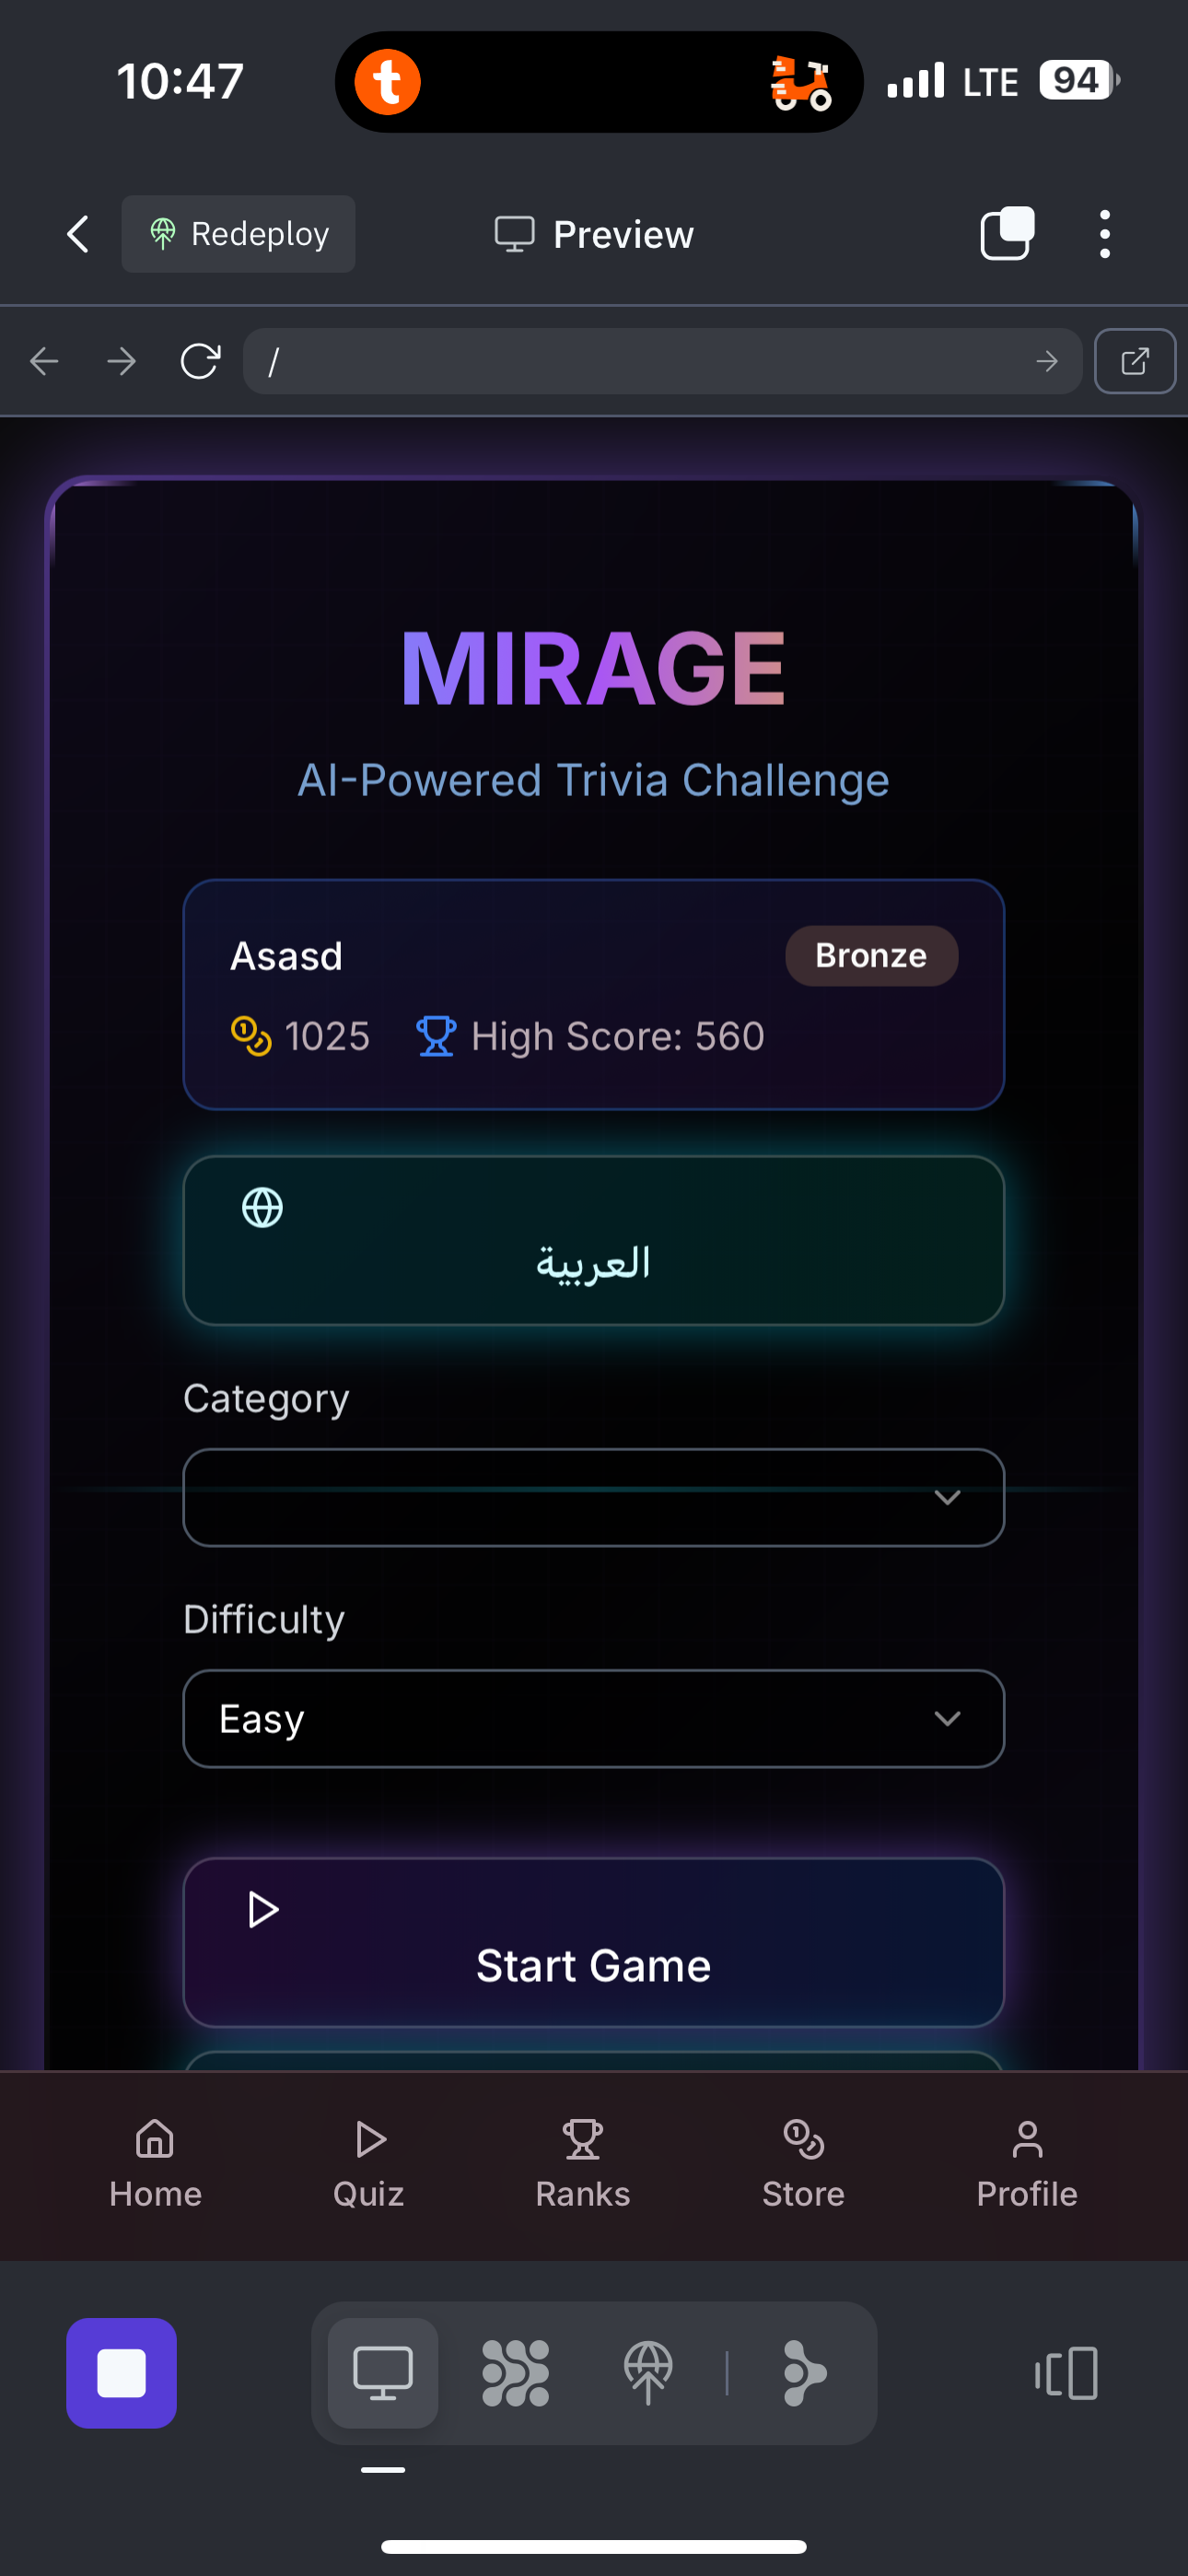 10:47
t
LTE
94
Redeploy
Preview
/
MIRAGE
AI-Powered Trivia Challenge
Asasd
Bronze
1025
High Score: 560
العربية
Category
Difficulty
Easy
Start Game
Home
Quiz
Ranks
Store
Profile